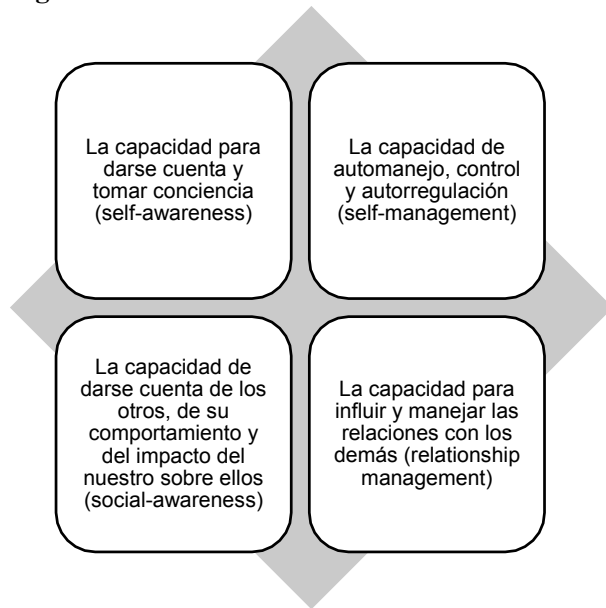 La capacidad para
darse cuenta y
tomar conciencia
(self-awareness)
La capacidad de
automanejo, control
y autorregulación
(self-management)
La capacidad de
darse cuenta de los
otros, de su
comportamiento y
del impacto del
nuestro sobre ellos
(social-awareness)
La capacidad para
influir y manejar las
relaciones con los
demás (relationship
management)